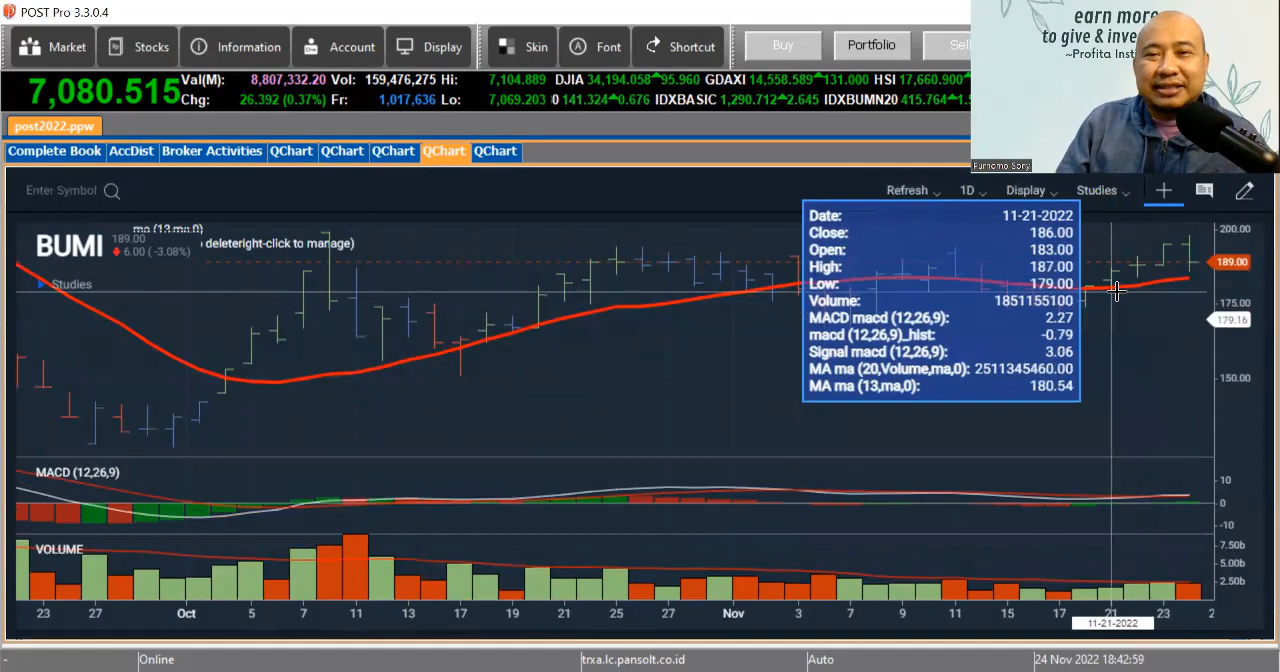 POST Pro 3.3.0.4
Market Stocks Information Account Display Skin Font Shortcut Buy Portfolio Sell
earn more
to give & inve
~Profita Inst
7,080.515 Val(M): 8,807,332.20 Vol: 159,476,275 Hi: 7,104.889 DJIA 34,194.058 95.960 GDAXI 14,558.589 131.000 HSI 17,660.900
Chg: 26.392 (0.37%) Fr: 1,017,636 Lo: 7,069.203 0 141.324 0.676 IDXBASIC 1,290.712 2.645 IDXBUMN20 415.764 1.5
post2022.ppw
Purnomo Sony
Complete Book AccDist Broker Activities QChart QChart QChart QChart QChart
Enter Symbol Refresh 1D Display Studies
BUMI 189.00 ma (13,ma,0)
6.00 ( -3.08%) deleteright-click to manage)
Studies
Date: 11-21-2022
Close: 186.00
Open: 183.00
High: 187.00
Low: 179.00
Volume: 1851155100
MACD macd (12,26,9): 2.27
macd (12,26,9)_hist: -0.79
Signal macd (12,26,9): 3.06
MA ma (20,Volume,ma,0): 2511345460.00
MA ma (13,ma,0): 180.54
200.00
189.00
175.00
179.16
150.00
MACD (12,26,9)
10
0
-10
VOLUME
7.50b
5.00b
2.50b
23 27 Oct 5 7 11 13 17 19 21 25 27 Nov 3 7 9 11 15 17 21 23 2
11-21-2022
- Online trxa.lc.pansolt.co.id Auto 24 Nov 2022 18:42:59